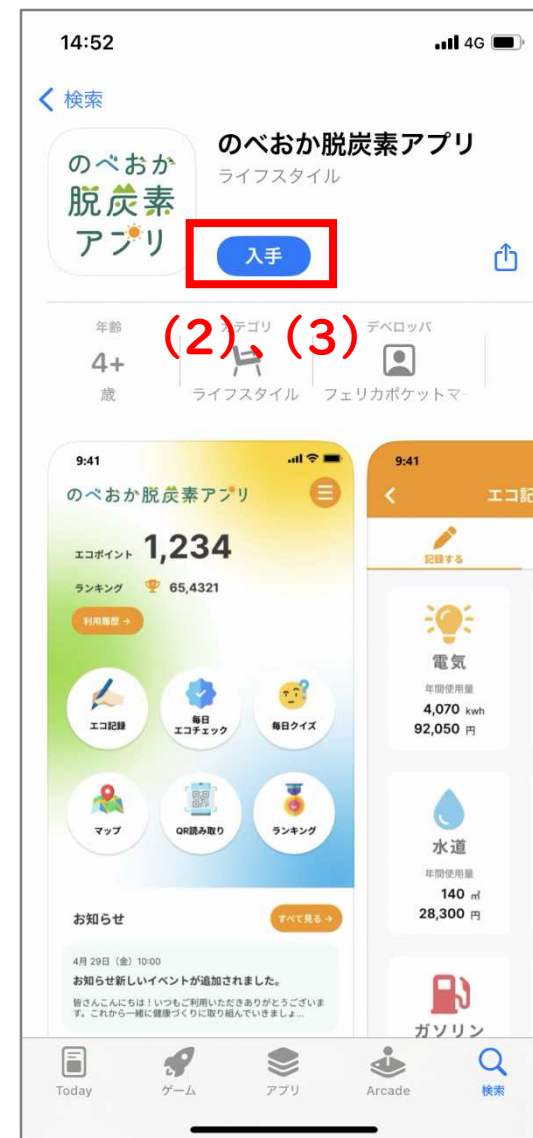 14:52
4G
検索
のべおか
脱炭素
アプリ
のべおか脱炭素アプリ
ライフスタイル
入手
(2)、(3)
年齢
カテゴリ
デベロッパ
4+
歳
ライフスタイル
フェリカポケットマ
9:41
のべおか脱炭素アプリ
エコポイント 1,234
ランキング 65,4321
利用履歴 →
エコ記録
毎日
エコチェック
毎日クイズ
マップ
QR読み取り
ランキング
お知らせ
すべて見る →
4月 29日（金）10:00
お知らせ新しいイベントが追加されました。
皆さんこんにちは！いつもご利用いただきありがとうございま
す。これから一緒に健康づくりに取り組んでいきましょ...
9:41
エコ記
記録する
電気
年間使用量
4,070 kwh
92,050 円
水道
年間使用量
140 ㎥
28,300 円
ガソリン
Today
ゲーム
アプリ
Arcade
検索